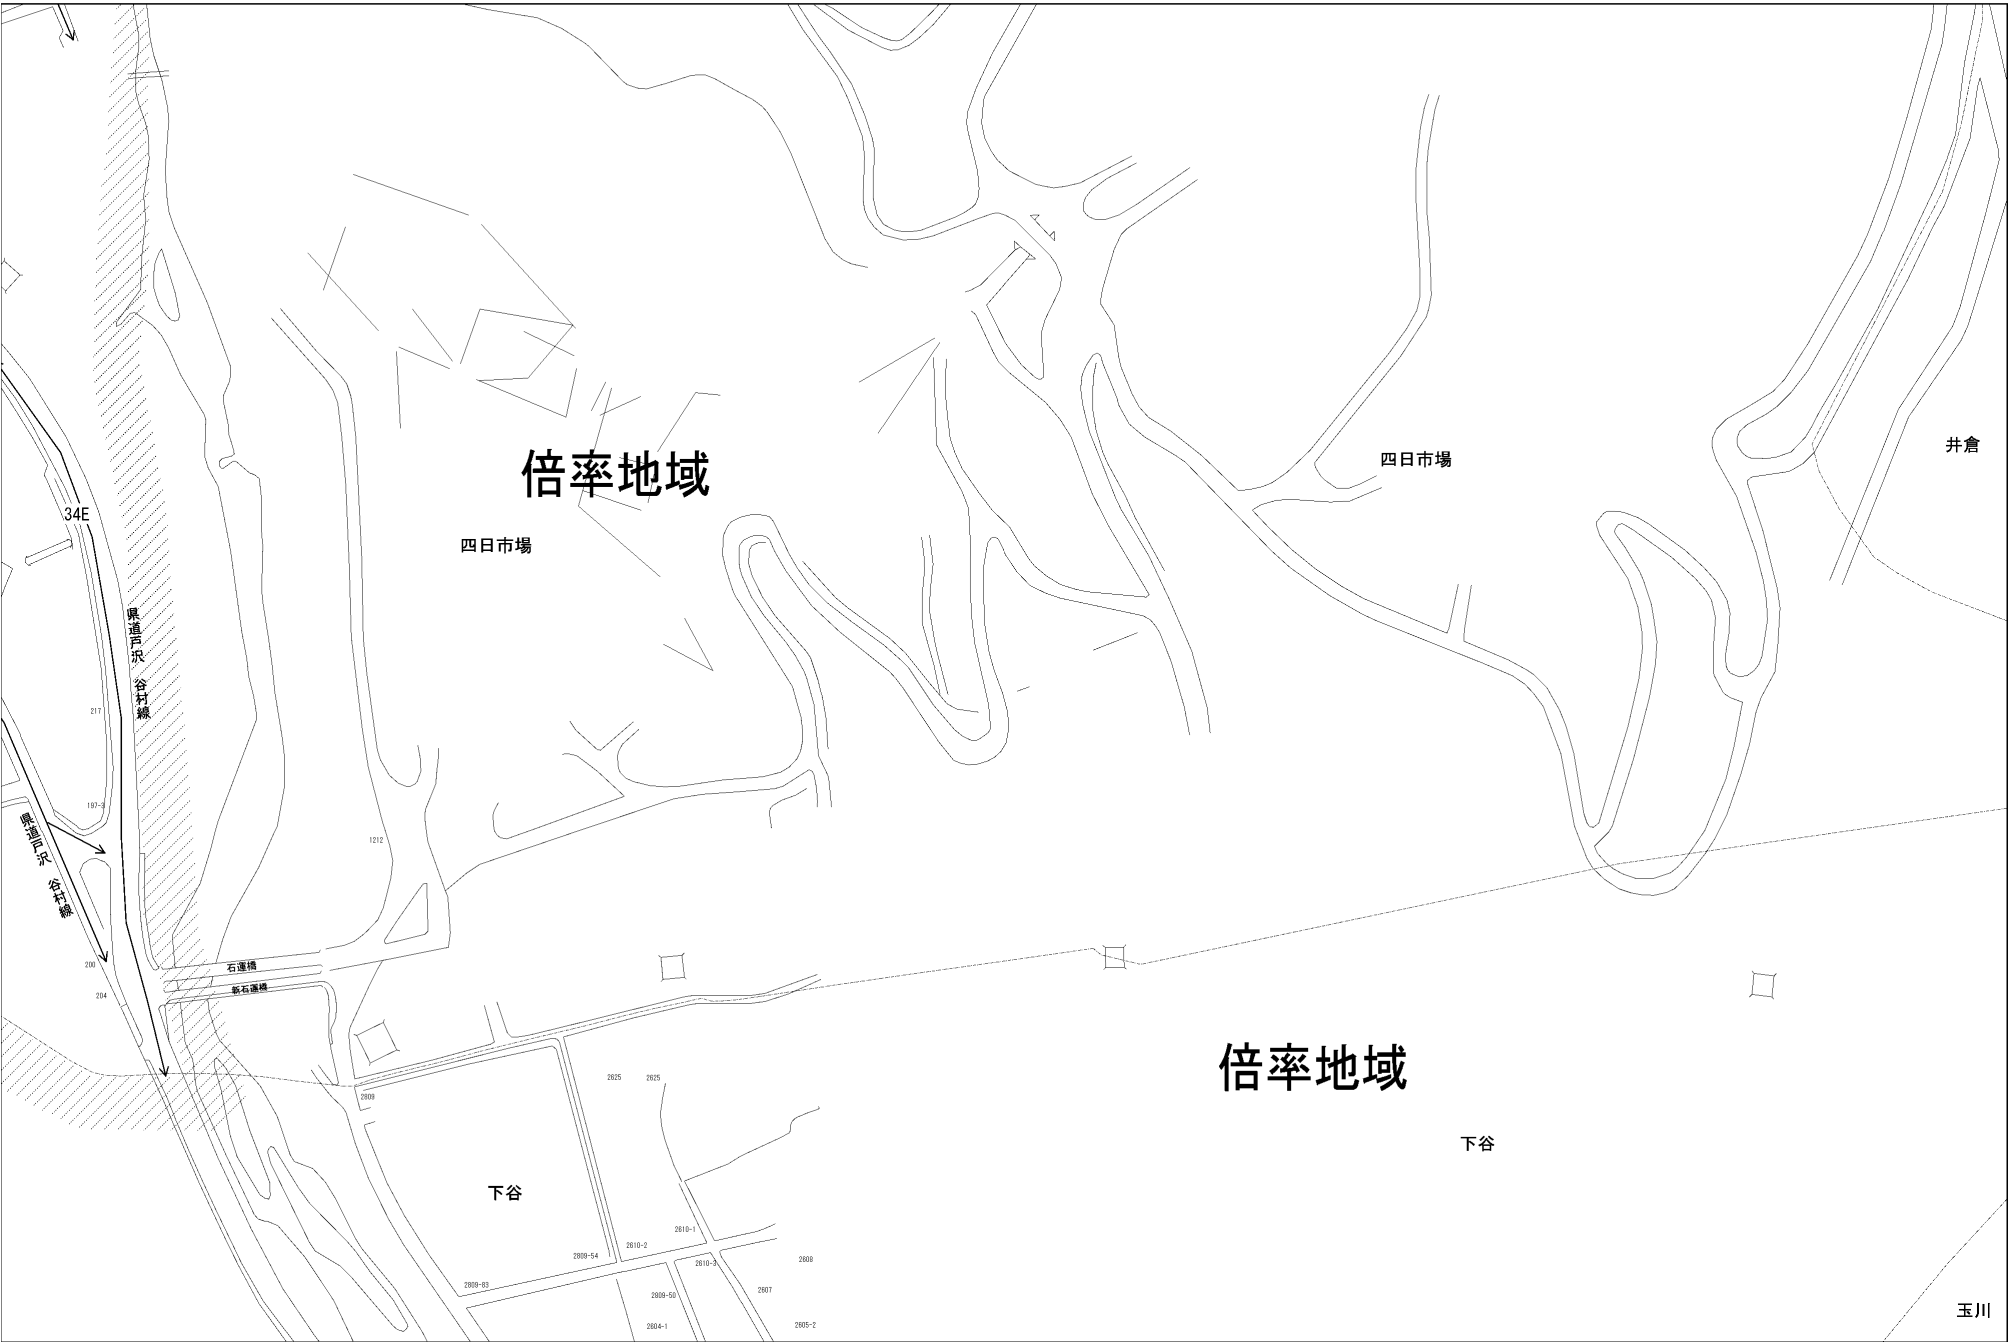 倍率地域
四日市場
四日市場
井倉
34E
県道戸沢 谷村線
217
197-3
県道戸沢 谷村線
1212
200
204
石運橋
新石運橋
倍率地域
2625
2625
2809
下谷
下谷
2610-1
2610-2
2809-54
2610-3
2608
2809-83
2809-50
2607
2604-1
2605-2
玉川